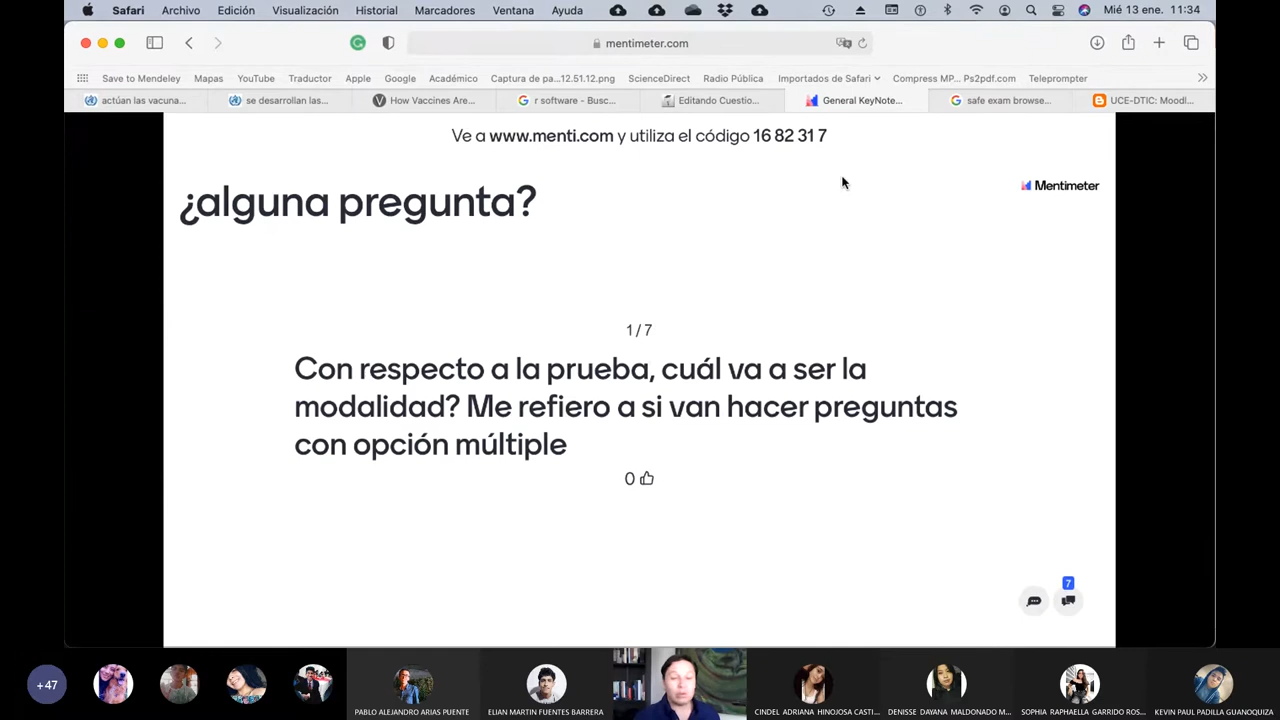 Safari Archivo Edición Visualización Historial Marcadores Ventana Ayuda Mié 13 ene. 11:34
mentimeter.com
Save to Mendeley Mapas YouTube Traductor Apple Google Académico Captura de pa...12.51.12.png ScienceDirect Radio Pública Importados de Safari Compress MP... Ps2pdf.com Teleprompter
actúan las vacuna... se desarrollan las... How Vaccines Are... r software - Busc... Editando Cuestio... General KeyNote... safe exam browse... UCE-DTIC: Moodl...
Ve a www.menti.com y utiliza el código 16 82 31 7
¿alguna pregunta?
Mentimeter
1 / 7
Con respecto a la prueba, cuál va a ser la
modalidad? Me refiero a si van hacer preguntas
con opción múltiple
0
7
+47
PABLO ALEJANDRO ARIAS PUENTE
ELIAN MARTIN FUENTES BARRERA
CINDEL ADRIANA HINOJOSA CASTI...
DENISSE DAYANA MALDONADO M...
SOPHIA RAPHAELLA GARRIDO ROS...
KEVIN PAUL PADILLA GUANOQUIZA